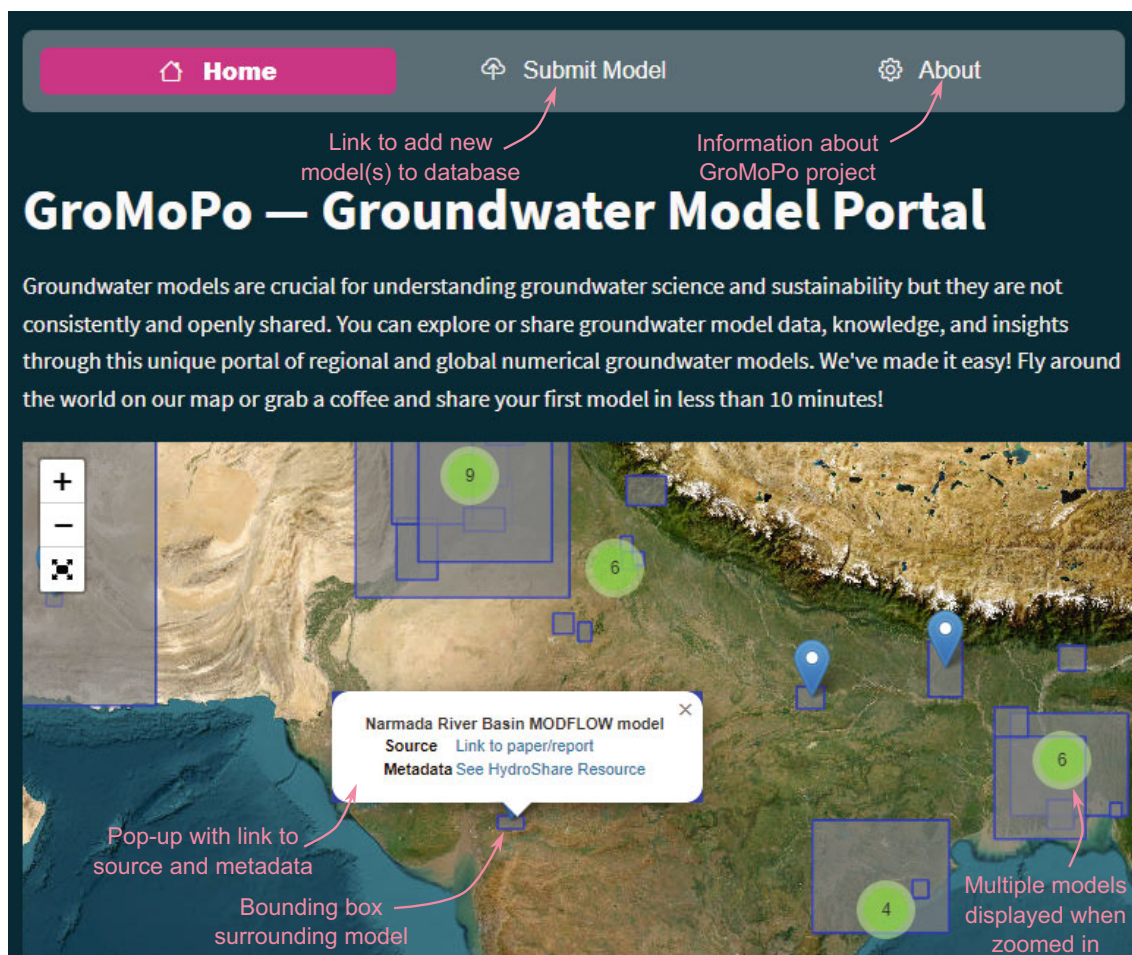 Home
Submit Model
About
Link to add new
model(s) to database
Information about
GroMoPo project
GroMoPo — Groundwater Model Portal
Groundwater models are crucial for understanding groundwater science and sustainability but they are not
consistently and openly shared. You can explore or share groundwater model data, knowledge, and insights
through this unique portal of regional and global numerical groundwater models. We've made it easy! Fly around
the world on our map or grab a coffee and share your first model in less than 10 minutes!
+
−
9
6
×
Narmada River Basin MODFLOW model
Source Link to paper/report
Metadata See HydroShare Resource
6
Pop-up with link to
source and metadata
Bounding box
surrounding model
4
Multiple models
displayed when
zoomed in